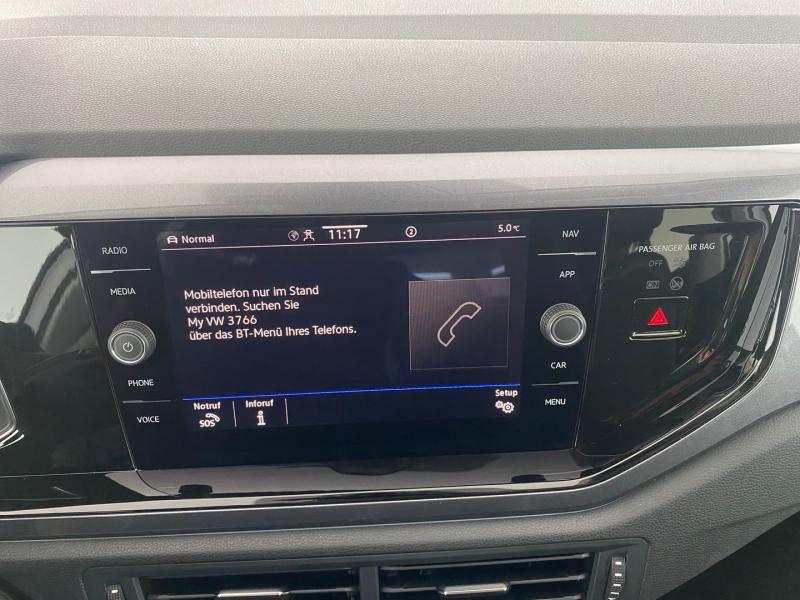 RADIO
MEDIA
PHONE
VOICE
Normal
11:17
2
5.0 °C
Mobiltelefon nur im Stand
verbinden. Suchen Sie
My VW 3766
über das BT-Menü Ihres Telefons.
Notruf
SOS
Inforuf
i
Setup
NAV
APP
CAR
MENU
PASSENGER AIR BAG
OFF